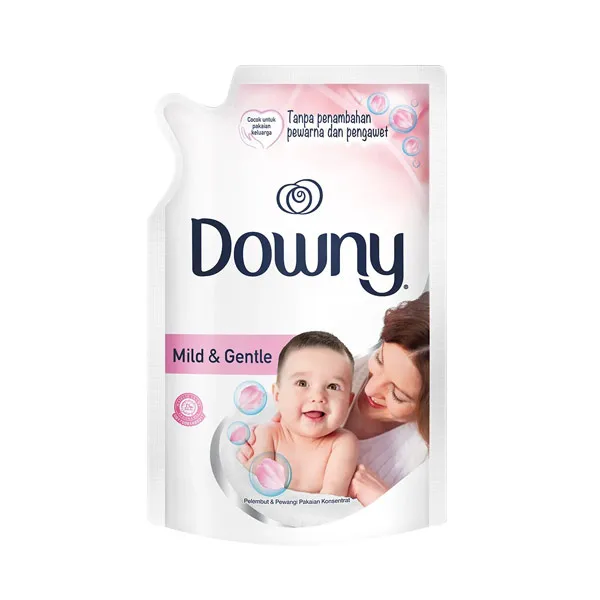 Cocok untuk
pakaian
keluarga
Tanpa penambahan
pewarna dan pengawet
Downy®
Mild & Gentle
Pelembut & Pewangi Pakaian Konsentrat